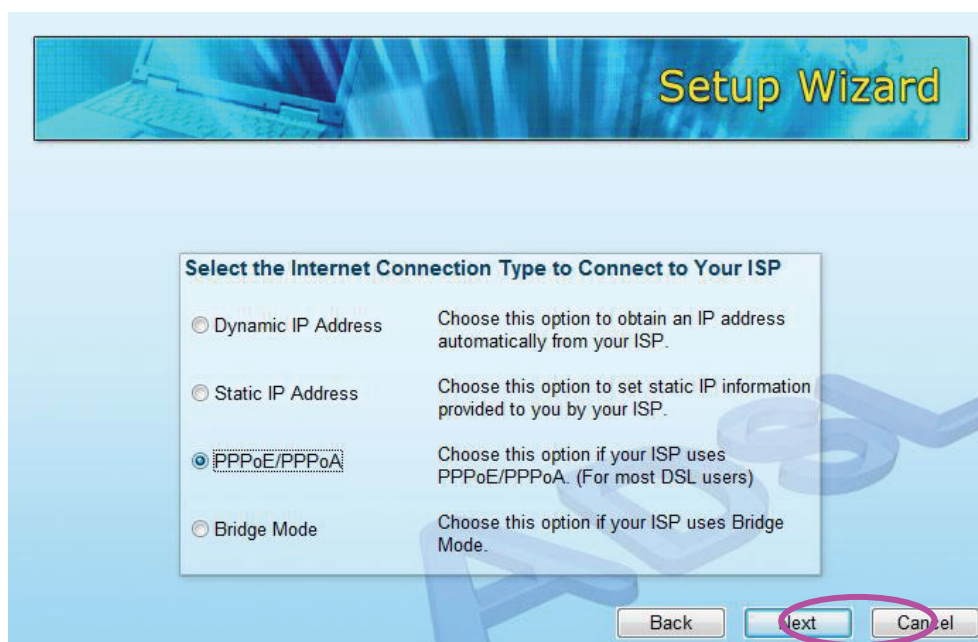 Setup Wizard
Select the Internet Connection Type to Connect to Your ISP
Dynamic IP Address
Choose this option to obtain an IP address
automatically from your ISP.
Static IP Address
Choose this option to set static IP information
provided to you by your ISP.
PPPoE/PPPoA
Choose this option if your ISP uses
PPPoE/PPPoA. (For most DSL users)
Bridge Mode
Choose this option if your ISP uses Bridge
Mode.
ADSL
Back
Next
Cancel